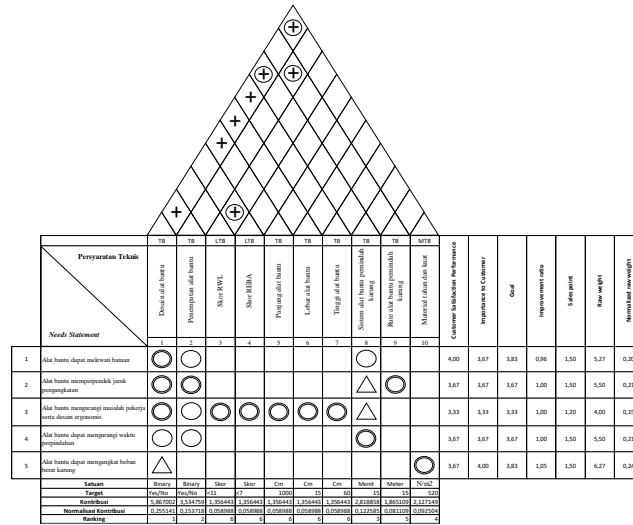 TB TB LTB LTB TB TB TB TB TB MTB
Persyaratan Teknis
Needs Statement
Desain alat bantu
Penempatan alat bantu
Skor RWL
Skor REBA
Panjang alat bantu
Lebar alat bantu
Tinggi alat bantu
Sistem alat bantu pemindah karung
Rute alat bantu pemindah karung
Material tahan dan kuat
Customer Satisfaction Performance
Importance to Customer
Goal
Improvement ratio
Sales point
Raw weight
Normalized raw weight
1 2 3 4 5 6 7 8 9 10
1 Alat bantu dapat melewati batuan 4,00 3,67 3,83 0,96 1,50 5,27 0,20
2 Alat bantu memperpendek jarak pengangkatan 3,67 3,67 3,67 1,00 1,50 5,50 0,21
3 Alat bantu mengurangi masalah pekerja serta desain ergonomis 3,33 3,33 3,33 1,00 1,20 4,00 0,15
4 Alat bantu dapat mengurangi waktu perpindahan 3,67 3,67 3,67 1,00 1,50 5,50 0,21
5 Alat bantu dapat mengangkat beban berat karung 3,67 4,00 3,83 1,05 1,50 6,27 0,24
Satuan Binary Binary Skor Skor Cm Cm Cm Menit Meter N/m2
Target Yes/No Yes/No <11 <7 1000 15 60 15 15 520
Kontribusi 5,867002 3,534759 1,356443 1,356443 1,356443 1,356443 1,356443 2,818858 1,865109 2,127149
Normalisasi Kontribusi 0,255141 0,153718 0,058988 0,058988 0,058988 0,058988 0,058988 0,122585 0,081109 0,092504
Ranking 1 2 6 6 6 6 6 3 5 4